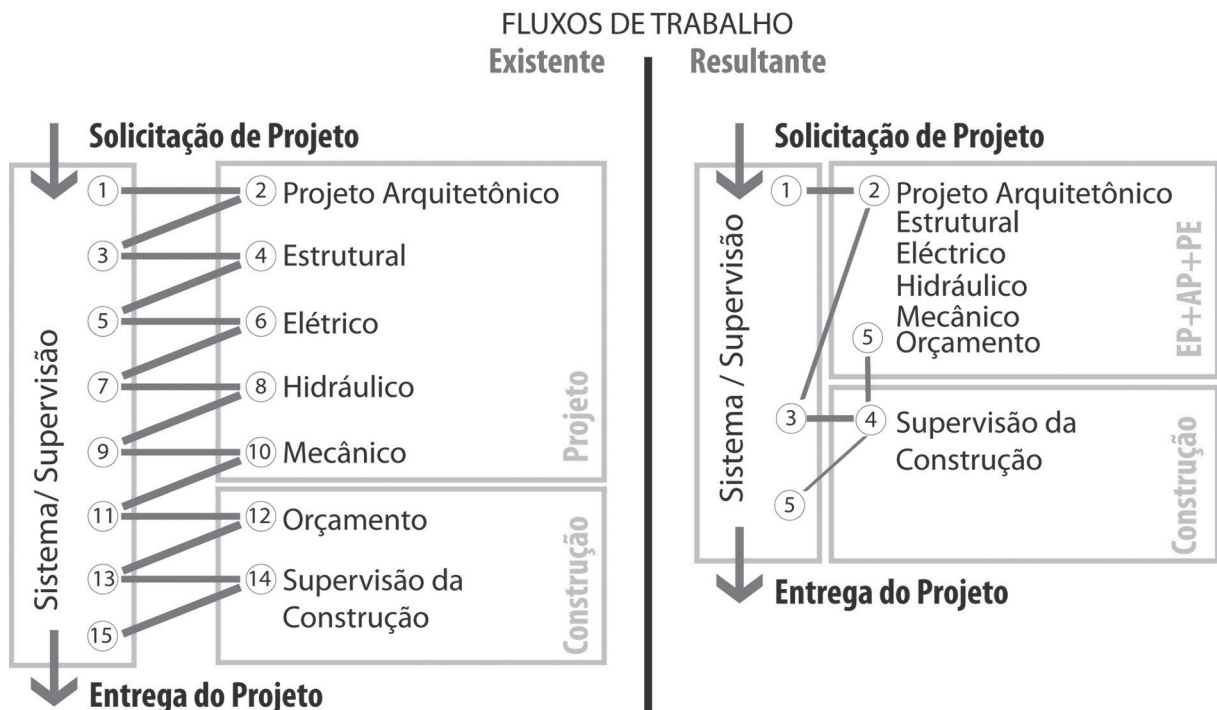 FLUXOS DE TRABALHO
Existente
Resultante
Solicitação de Projeto
1
2 Projeto Arquitetônico
3
4 Estrutural
5
6 Elétrico
7
8 Hidráulico
9
10 Mecânico
11
12 Orçamento
13
14 Supervisão da
Construção
15
Sistema/ Supervisão
Projeto
Construção
Entrega do Projeto
Solicitação de Projeto
1
2 Projeto Arquitetônico
Estrutural
Eléctrico
Hidráulico
Mecânico
5 Orçamento
3
4 Supervisão da
Construção
5
Sistema / Supervisão
EP+AP+PE
Construção
Entrega do Projeto